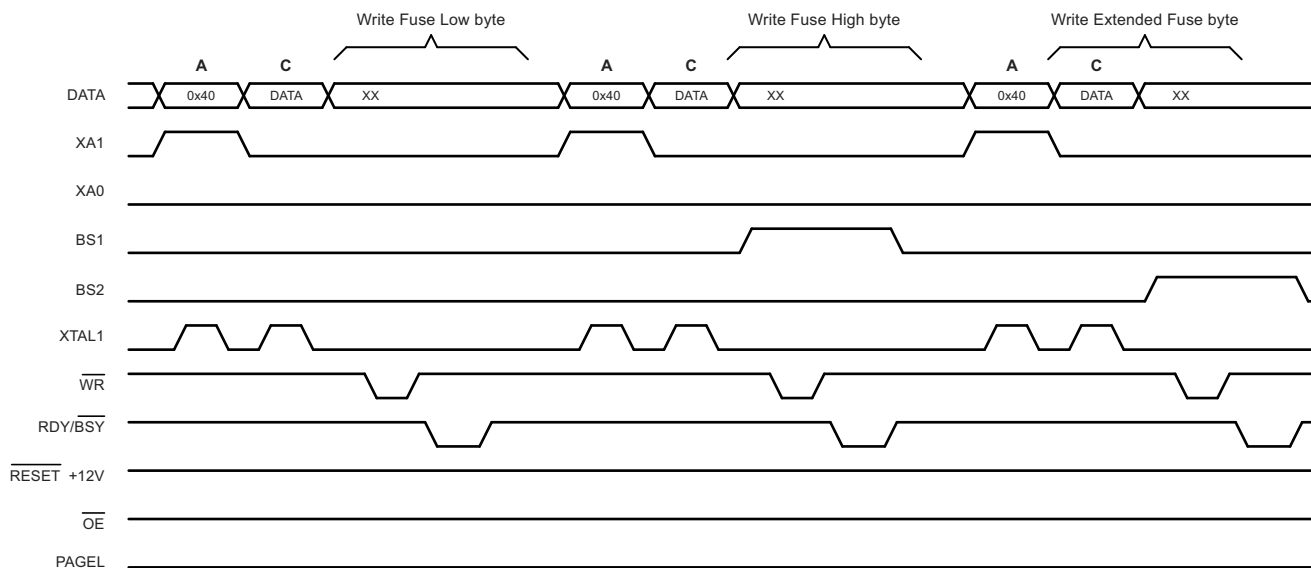 Write Fuse Low byte Write Fuse High byte Write Extended Fuse byte
A C A C A C
DATA 0x40 DATA XX 0x40 DATA XX 0x40 DATA XX
XA1
XA0
BS1
BS2
XTAL1
WR
RDY/BSY
RESET +12V
OE
PAGEL